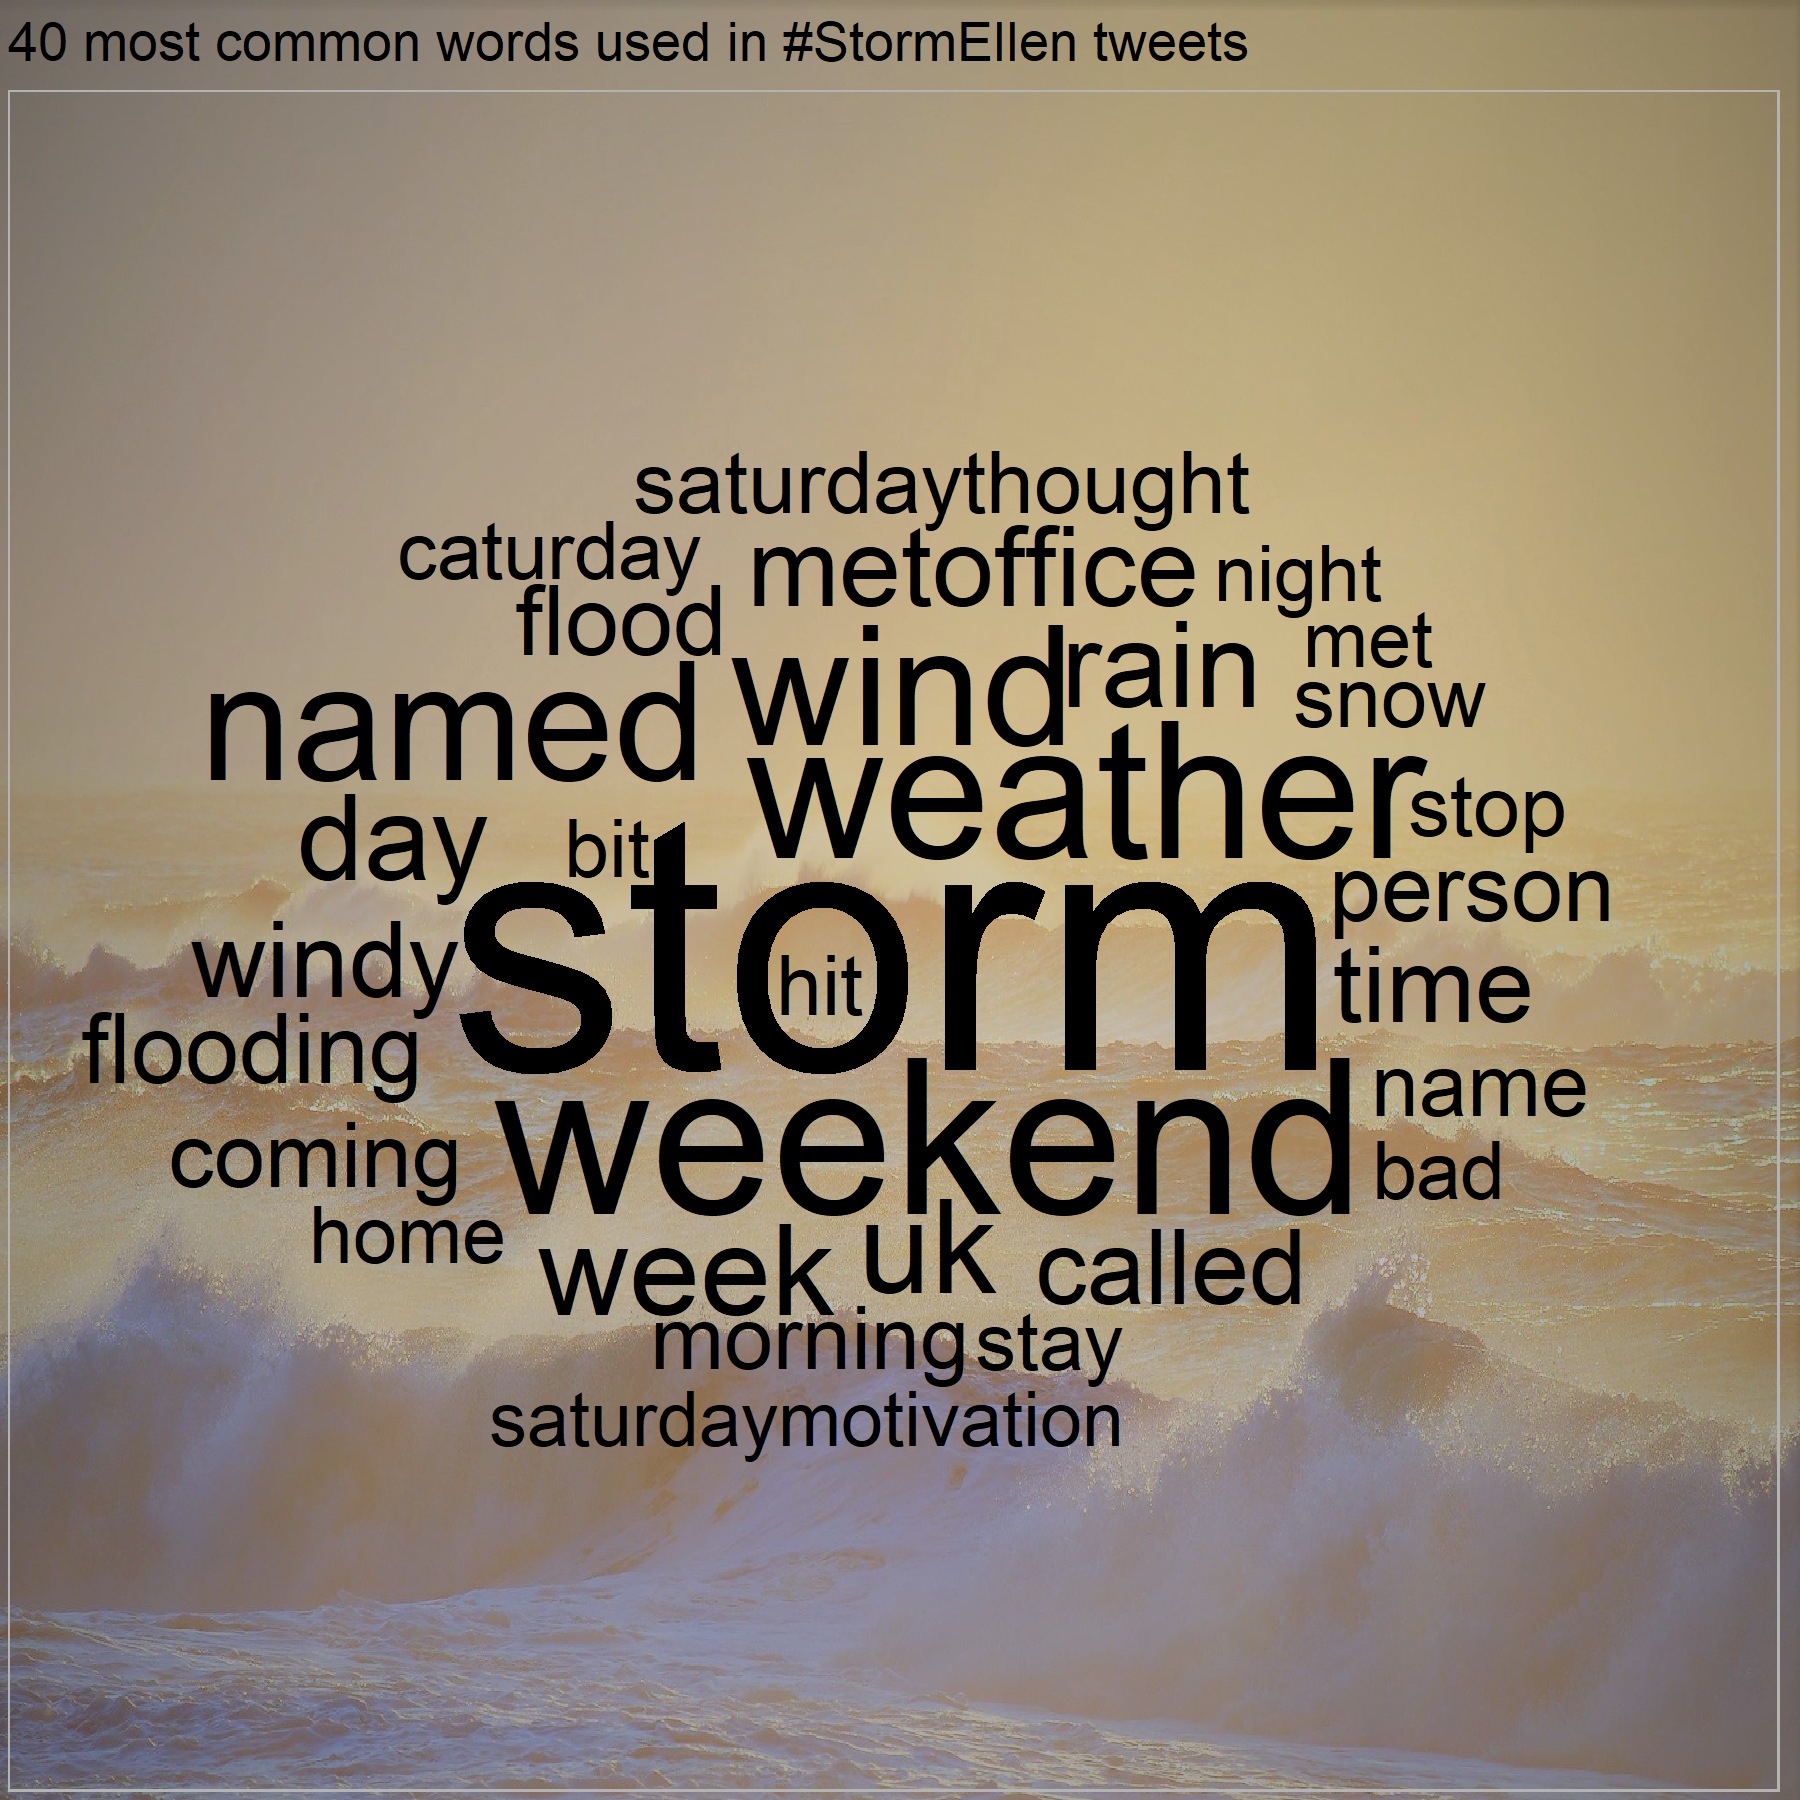 40 most common words used in #StormEllen tweets
saturdaythought
caturday
metoffice
night
flood
wind
rain
met
snow
named
weather
day
bit
stop
storm
person
windy
hit
time
flooding
weekend
name
coming
bad
home
week
uk
called
morning
stay
saturdaymotivation